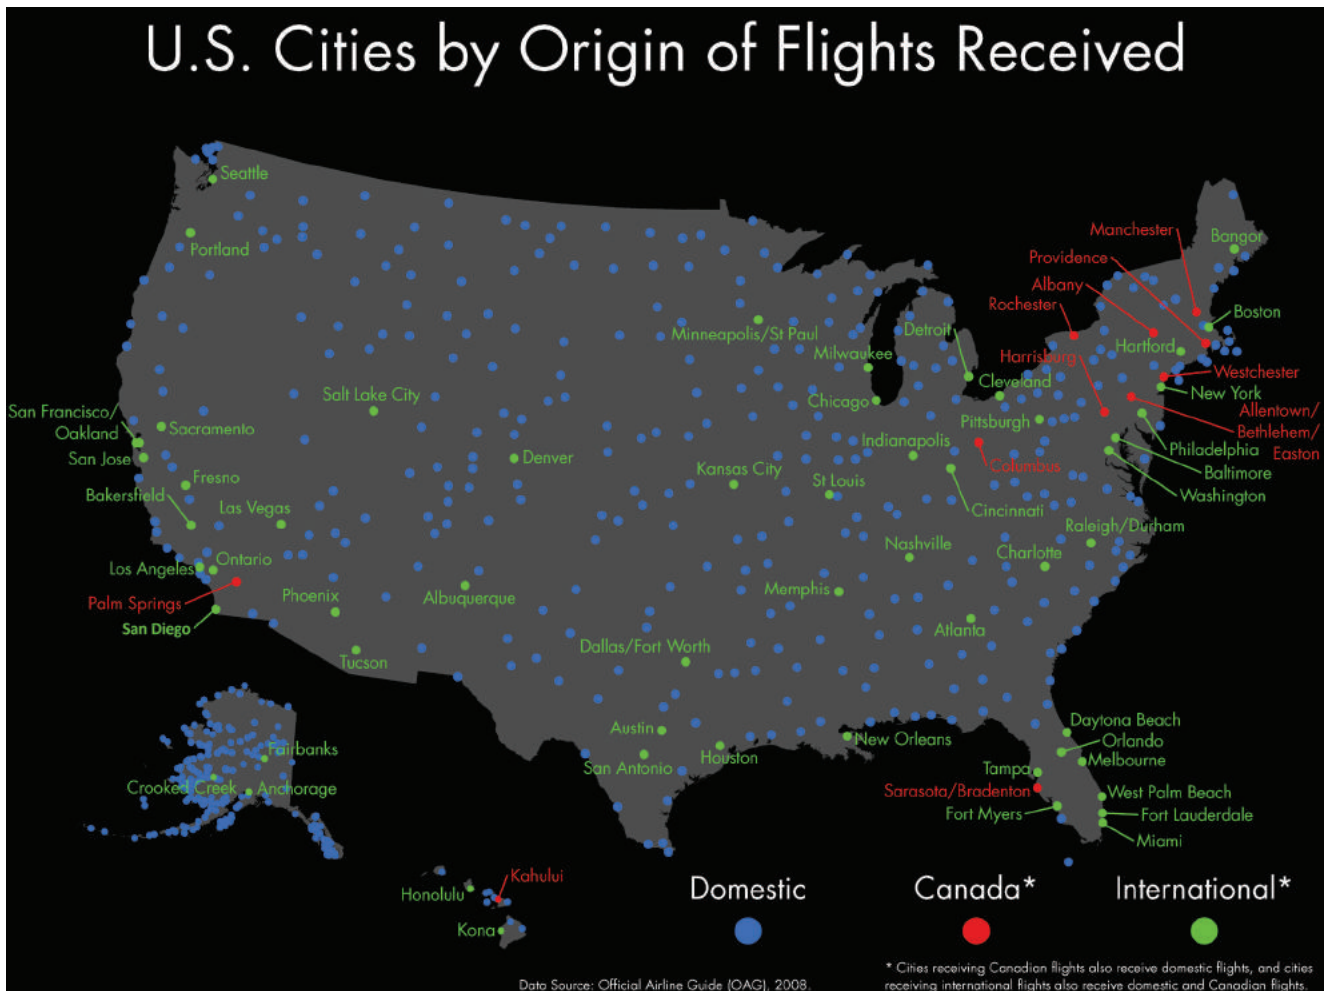 U.S. Cities by Origin of Flights Received
Seattle
Portland
Manchester
Bangor
Providence
Albany
Rochester
Boston
Minneapolis/St Paul
Detroit
Hartford
Milwaukee
Harrisburg
Westchester
Cleveland
New York
Salt Lake City
Chicago
San Francisco/
Oakland
Sacramento
Pittsburgh
Allentown/
Bethlehem/
Easton
Indianapolis
Philadelphia
San Jose
Denver
Columbus
Baltimore
Kansas City
Fresno
St Louis
Washington
Bakersfield
Las Vegas
Cincinnati
Raleigh/Durham
Nashville
Charlotte
Los Angeles
Ontario
Palm Springs
Phoenix
Albuquerque
Memphis
San Diego
Atlanta
Tucson
Dallas/Fort Worth
Austin
New Orleans
Daytona Beach
Orlando
Fairbanks
San Antonio
Houston
Melbourne
Tampa
Crooked Creek
Anchorage
Sarasota/Bradenton
West Palm Beach
Fort Myers
Fort Lauderdale
Miami
Kahului
Honolulu
Kona
Domestic
Canada*
International*
* Cities receiving Canadian flights also receive domestic flights, and cities
receiving international flights also receive domestic and Canadian flights.
Data Source: Official Airline Guide (OAG), 2008.